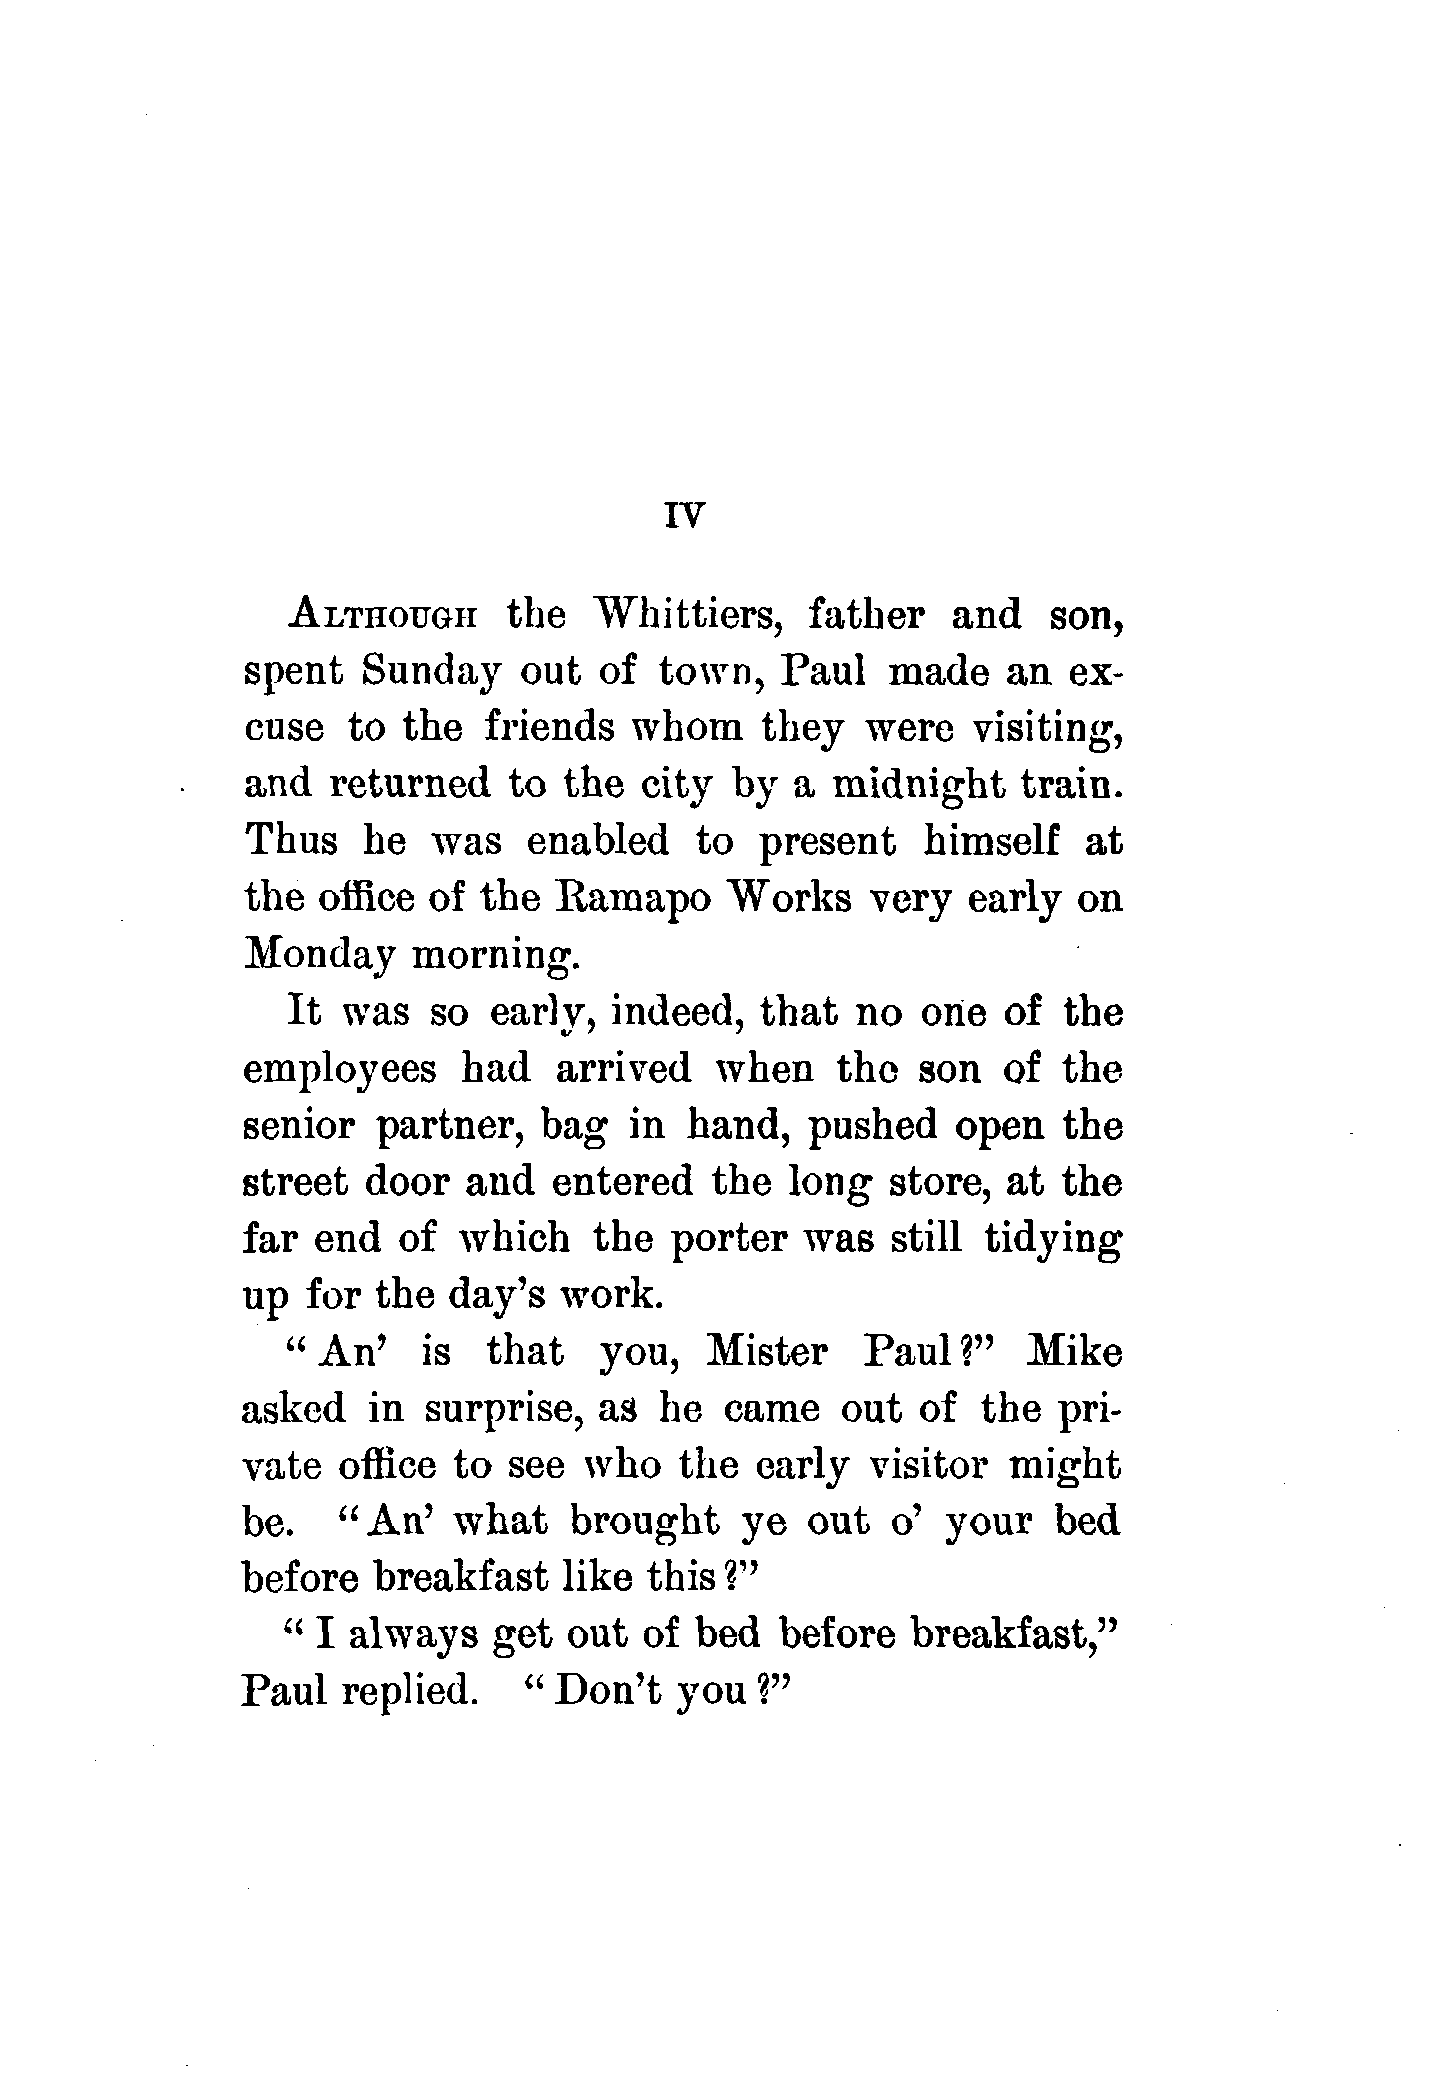 IV
Although the Whittiers, father and son,
spent Sunday out of town, Paul made an ex-
cuse to the friends whom they were visiting,
and returned to the city by a midnight train.
Thus he was enabled to present himself at
the office of the Ramapo Works very early on
Monday morning.
It was so early, indeed, that no one of the
employees had arrived when the son of the
senior partner, bag in hand, pushed open the
street door and entered the long store, at the
far end of which the porter was still tidying
up for the day's work.
"An' is that you, Mister Paul?" Mike
asked in surprise, as he came out of the pri-
vate office to see who the early visitor might
be. "An' what brought ye out o' your bed
before breakfast like this?"
"I always get out of bed before breakfast,"
Paul replied. "Don't you?"